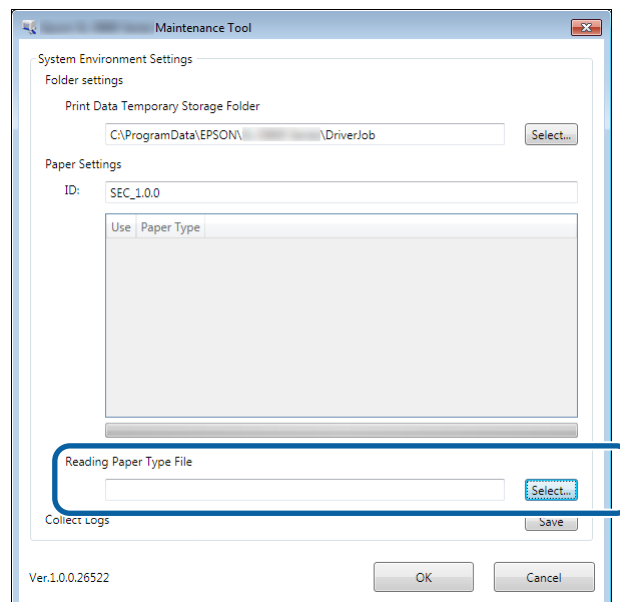 Maintenance Tool
System Environment Settings
Folder settings
Print Data Temporary Storage Folder
C:\ProgramData\EPSON\ \DriverJob
Select...
Paper Settings
ID:
SEC_1.0.0
Use Paper Type
Reading Paper Type File
Select...
Collect Logs
Save
Ver.1.0.0.26522
OK
Cancel